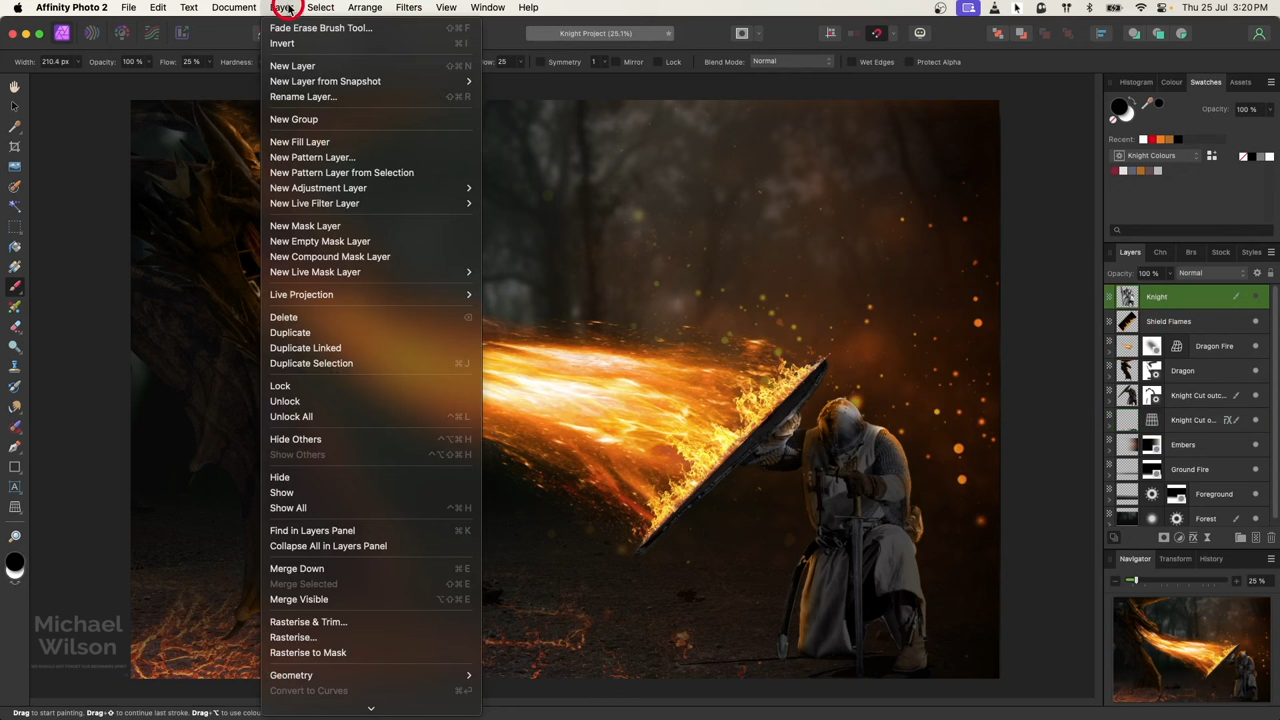 Affinity Photo 2 File Edit Text Document Layer Select Arrange Filters View Window Help Thu 25 Jul 3:20 PM
Knight Project (25.1%)
Width: 210.4 px Opacity: 100 % Flow: 25 % Hardness: 25 Symmetry 1 Mirror Lock Blend Mode: Normal Wet Edges Protect Alpha
Fade Erase Brush Tool... ⇧⌘F
Invert ⌘I
New Layer ⇧⌘N
New Layer from Snapshot
Rename Layer... ⇧⌘R
New Group
New Fill Layer
New Pattern Layer...
New Pattern Layer from Selection
New Adjustment Layer
New Live Filter Layer
New Mask Layer
New Empty Mask Layer
New Compound Mask Layer
New Live Mask Layer
Live Projection
Delete ⌫
Duplicate
Duplicate Linked
Duplicate Selection ⌘J
Lock
Unlock
Unlock All ^⌘L
Hide Others ^⌥⌘H
Show Others ^⌥⇧⌘H
Hide
Show
Show All ^⌘H
Find in Layers Panel ⌘K
Collapse All in Layers Panel
Merge Down ⌘E
Merge Selected ⇧⌘E
Merge Visible ⌥⇧⌘E
Rasterise & Trim...
Rasterise...
Rasterise to Mask
Geometry
Convert to Curves ⌘⏎
Histogram Colour Swatches Assets
Opacity: 100 %
Recent:
Knight Colours
Layers Chn Brs Stock Styles
Opacity: 100 % Normal
Knight
Shield Flames
Dragon Fire
Dragon
Knight Cut outc...
Knight Cut o... fx
Embers
Ground Fire
Foreground
Forest
Navigator Transform History
25 %
Michael
Wilson
Drag to start painting. Drag+⇧ to continue last stroke. Drag+⌥ to use colou